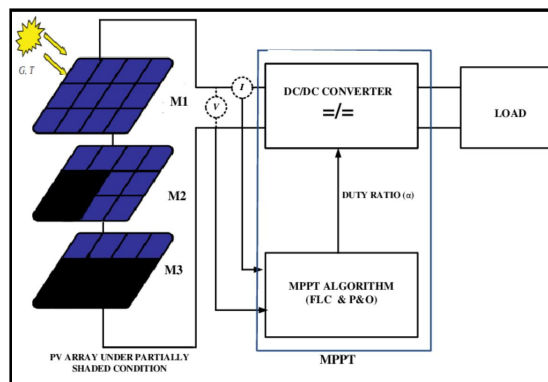 G, T
M1
M2
M3
I
V
DC/DC CONVERTER
=/=
LOAD
DUTY RATIO (α)
MPPT ALGORITHM
(FLC & P&O)
MPPT
PV ARRAY UNDER PARTIALLY
SHADED CONDITION